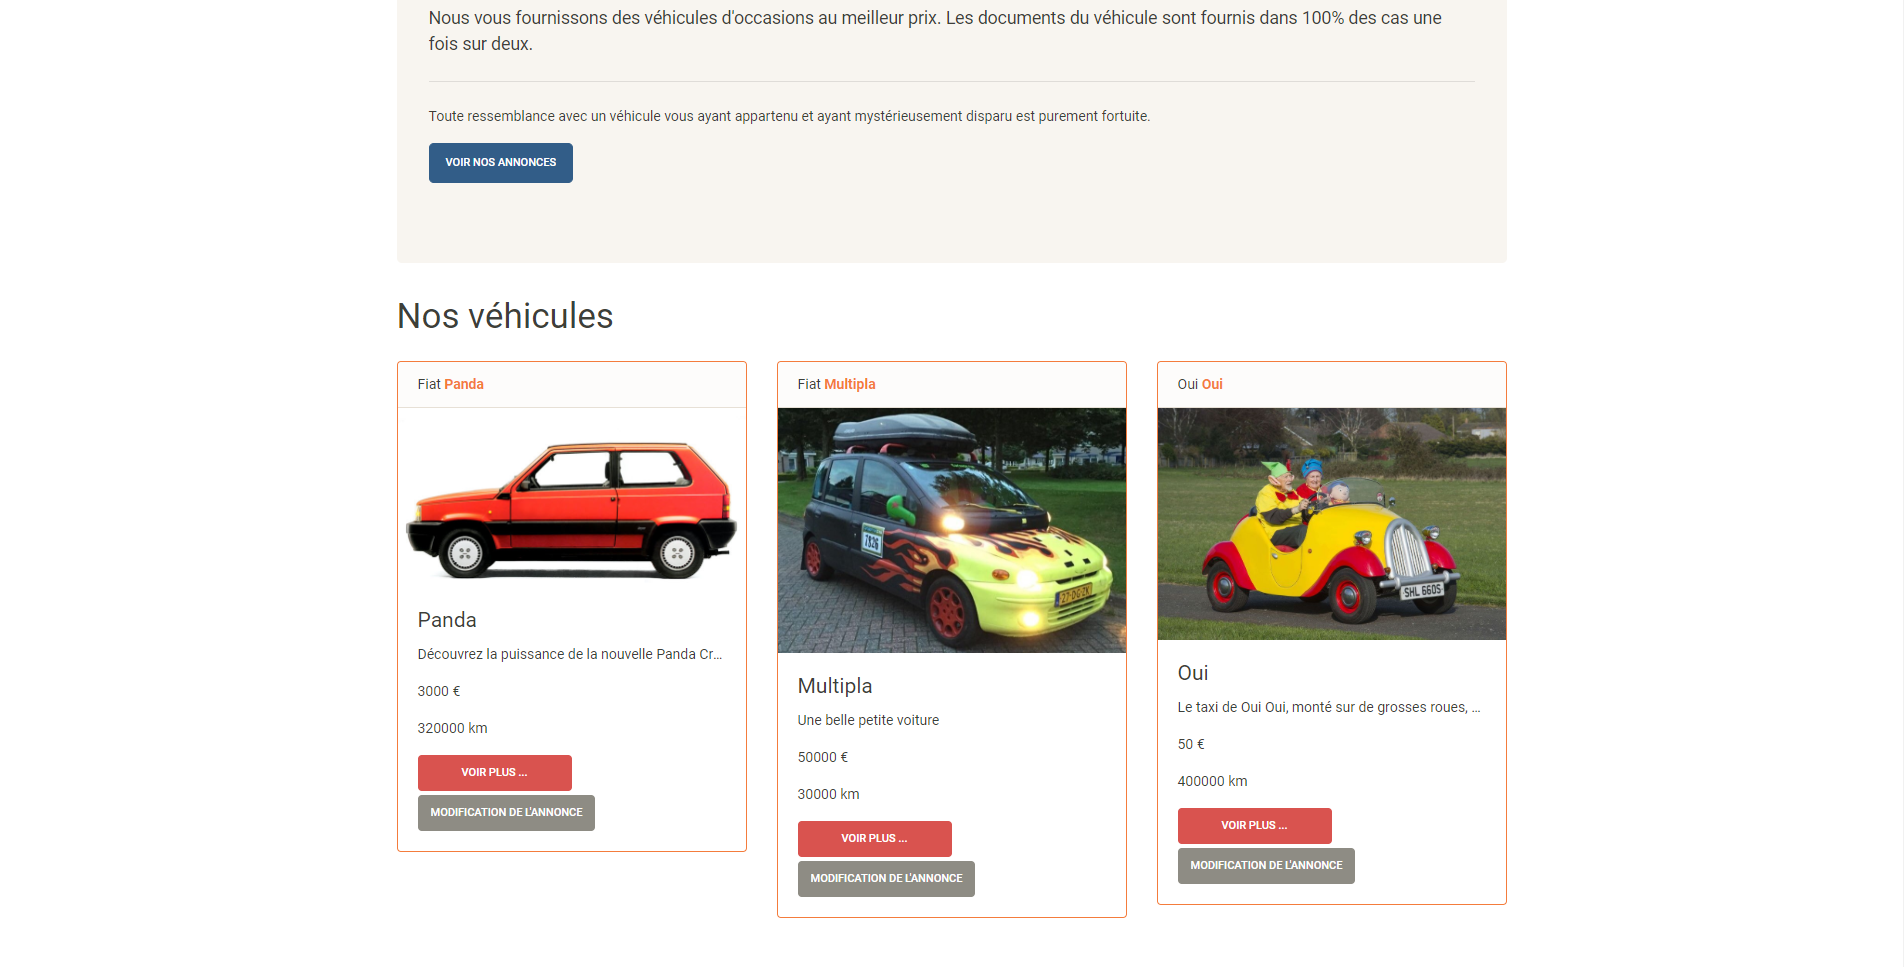 Nous vous fournissons des véhicules d'occasions au meilleur prix. Les documents du véhicule sont fournis dans 100% des cas une
fois sur deux.
Toute ressemblance avec un véhicule vous ayant appartenu et ayant mystérieusement disparu est purement fortuite.
VOIR NOS ANNONCES
Nos véhicules
Fiat Panda
Panda
Découvrez la puissance de la nouvelle Panda Cr...
3000 €
320000 km
VOIR PLUS ...
MODIFICATION DE L'ANNONCE
Fiat Multipla
7826
27-DG-ZK
Multipla
Une belle petite voiture
50000 €
30000 km
VOIR PLUS ...
MODIFICATION DE L'ANNONCE
Oui Oui
SHL 660S
Oui
Le taxi de Oui Oui, monté sur de grosses roues, ...
50 €
400000 km
VOIR PLUS ...
MODIFICATION DE L'ANNONCE